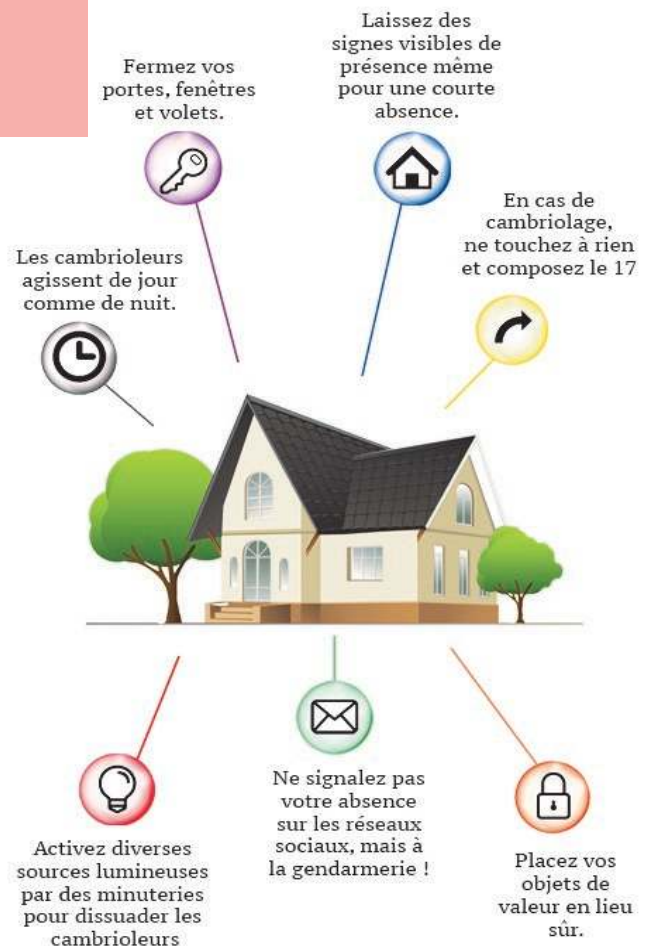 Laissez des
signes visibles de
présence même
pour une courte
absence.
Fermez vos
portes, fenêtres
et volets.
En cas de
cambriolage,
ne touchez à rien
et composez le 17
Les cambrioleurs
agissent de jour
comme de nuit.
Ne signalez pas
votre absence
sur les réseaux
sociaux, mais à
la gendarmerie !
Activez diverses
sources lumineuses
par des minuteries
pour dissuader les
cambrioleurs
Placez vos
objets de
valeur en lieu
sûr.